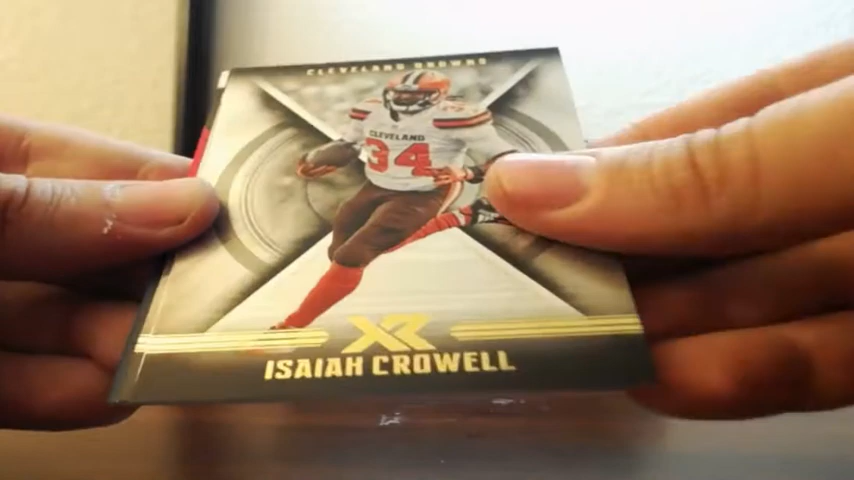 CLEVELAND BROWNS
CLEVELAND
34
XR
ISAIAH CROWELL